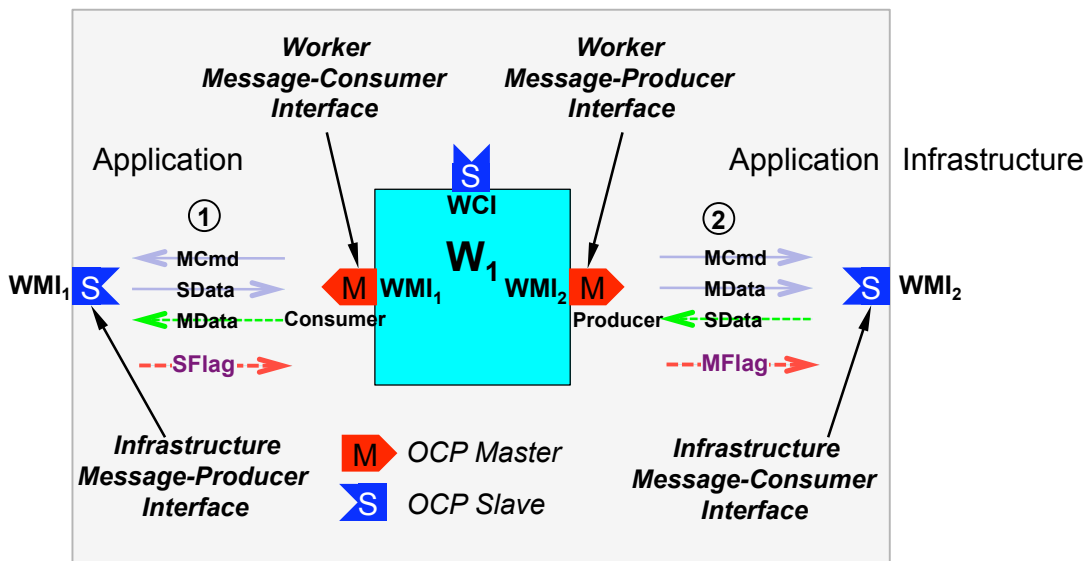 Worker
Message-Consumer
Interface
Worker
Message-Producer
Interface
Application
Application
Infrastructure
S
WCI
W1
1
MCmd
SData
MData
SFlag
WMI1
S
M
WMI1
Consumer
WMI2
M
Producer
2
MCmd
MData
SData
MFlag
S
WMI2
Infrastructure
Message-Producer
Interface
M OCP Master
S OCP Slave
Infrastructure
Message-Consumer
Interface